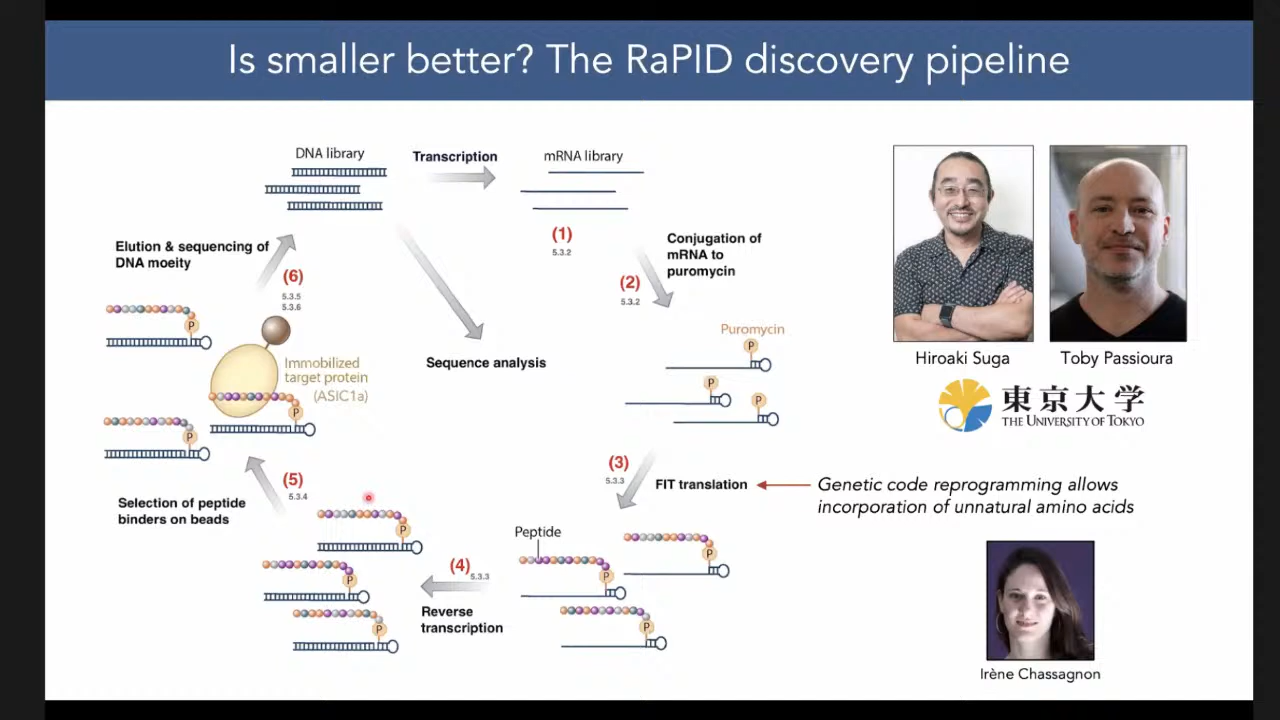 Is smaller better? The RaPID discovery pipeline
DNA library
Transcription
mRNA library
(1)
5.3.2
Conjugation of
mRNA to
puromycin
(2)
5.3.2
Puromycin
P
P
P
(3)
5.3.3
FIT translation
Genetic code reprogramming allows
incorporation of unnatural amino acids
Peptide
P
P
P
(4)
5.3.3
Reverse
transcription
P
P
P
(5)
5.3.4
Selection of peptide
binders on beads
P
P
P
Immobilized
target protein
(ASIC1a)
(6)
5.3.5
5.3.6
Elution & sequencing of
DNA moeity
Sequence analysis
Hiroaki Suga
Toby Passioura
東京大学
THE UNIVERSITY OF TOKYO
Irène Chassagnon